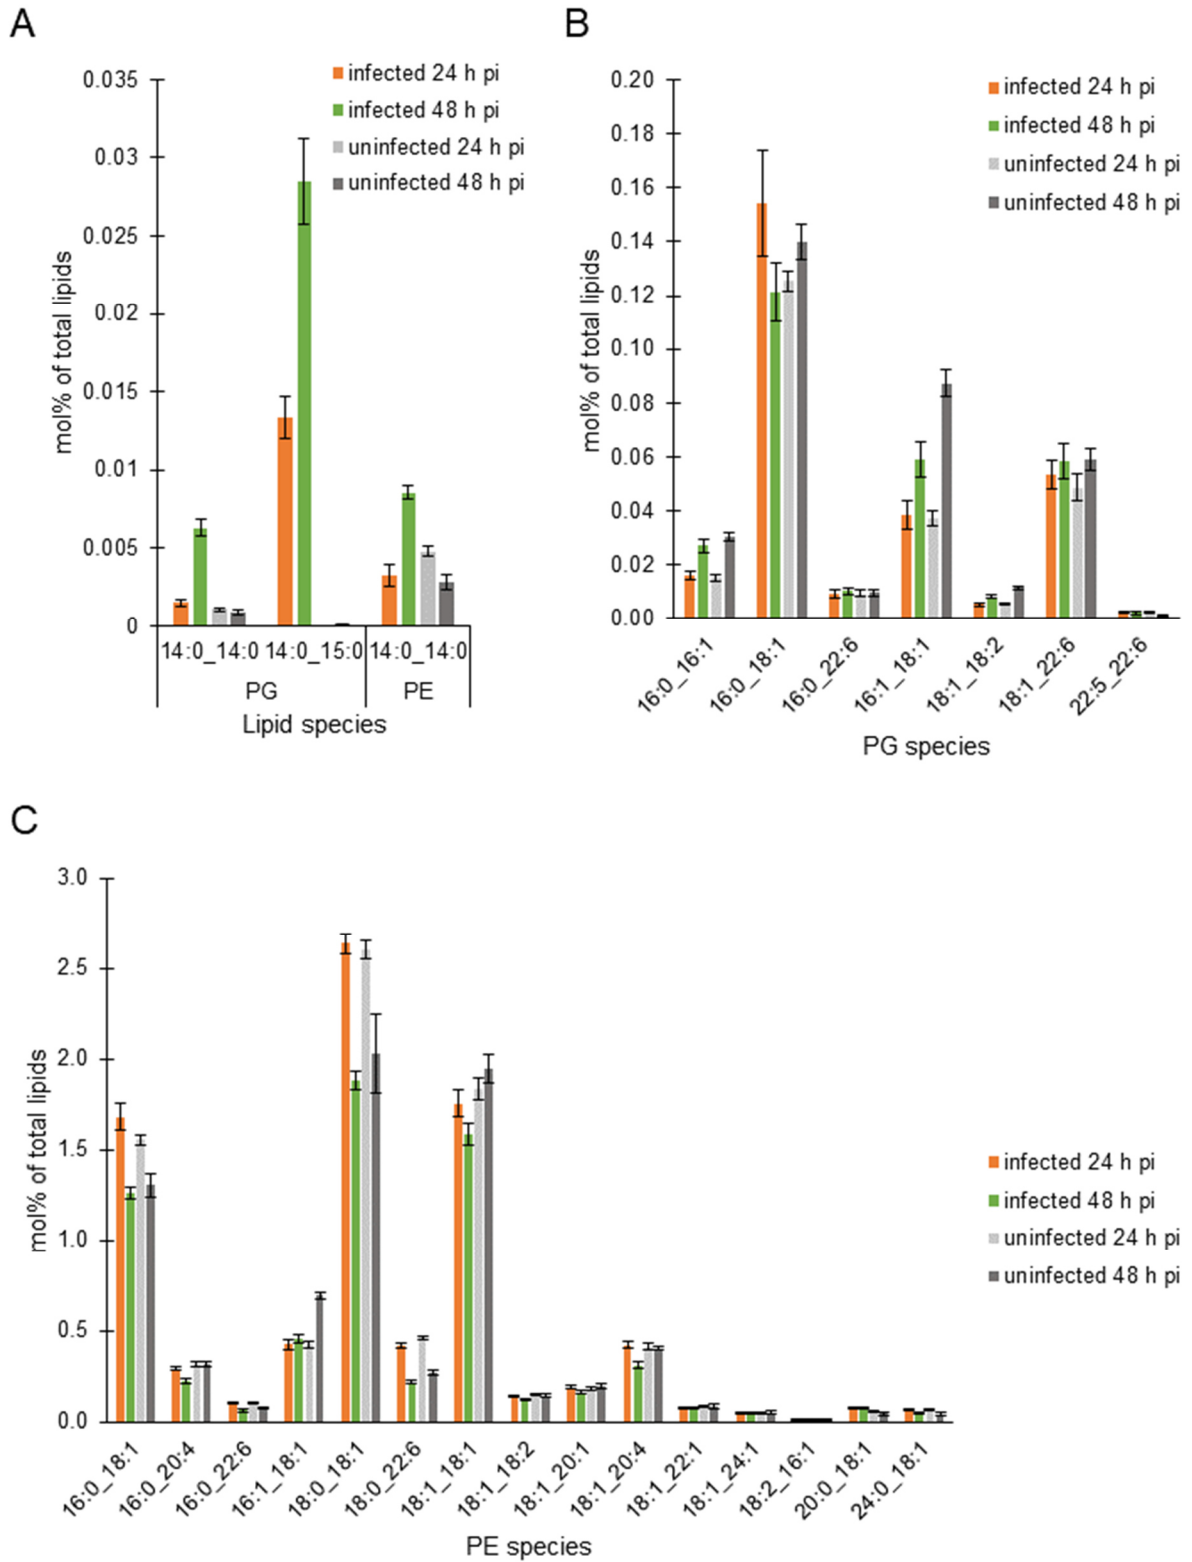 A
0.035
0.03
0.025
0.02
0.015
0.01
0.005
0
mol% of total lipids
infected 24 h pi
infected 48 h pi
uninfected 24 h pi
uninfected 48 h pi
14:0_14:0 14:0_15:0 14:0_14:0
PG PE
Lipid species
B
0.20
0.18
0.16
0.14
0.12
0.10
0.08
0.06
0.04
0.02
0.00
mol% of total lipids
infected 24 h pi
infected 48 h pi
uninfected 24 h pi
uninfected 48 h pi
16:0_16:1
16:0_18:1
16:0_22:6
16:1_18:1
18:1_18:2
18:1_22:6
22:5_22:6
PG species
C
3.0
2.5
2.0
1.5
1.0
0.5
0.0
mol% of total lipids
infected 24 h pi
infected 48 h pi
uninfected 24 h pi
uninfected 48 h pi
16:0_18:1
16:0_20:4
16:0_22:6
16:1_18:1
18:0_18:1
18:0_22:6
18:1_18:1
18:1_18:2
18:1_20:1
18:1_20:4
18:1_22:1
18:1_24:1
18:2_16:1
20:0_18:1
24:0_18:1
PE species